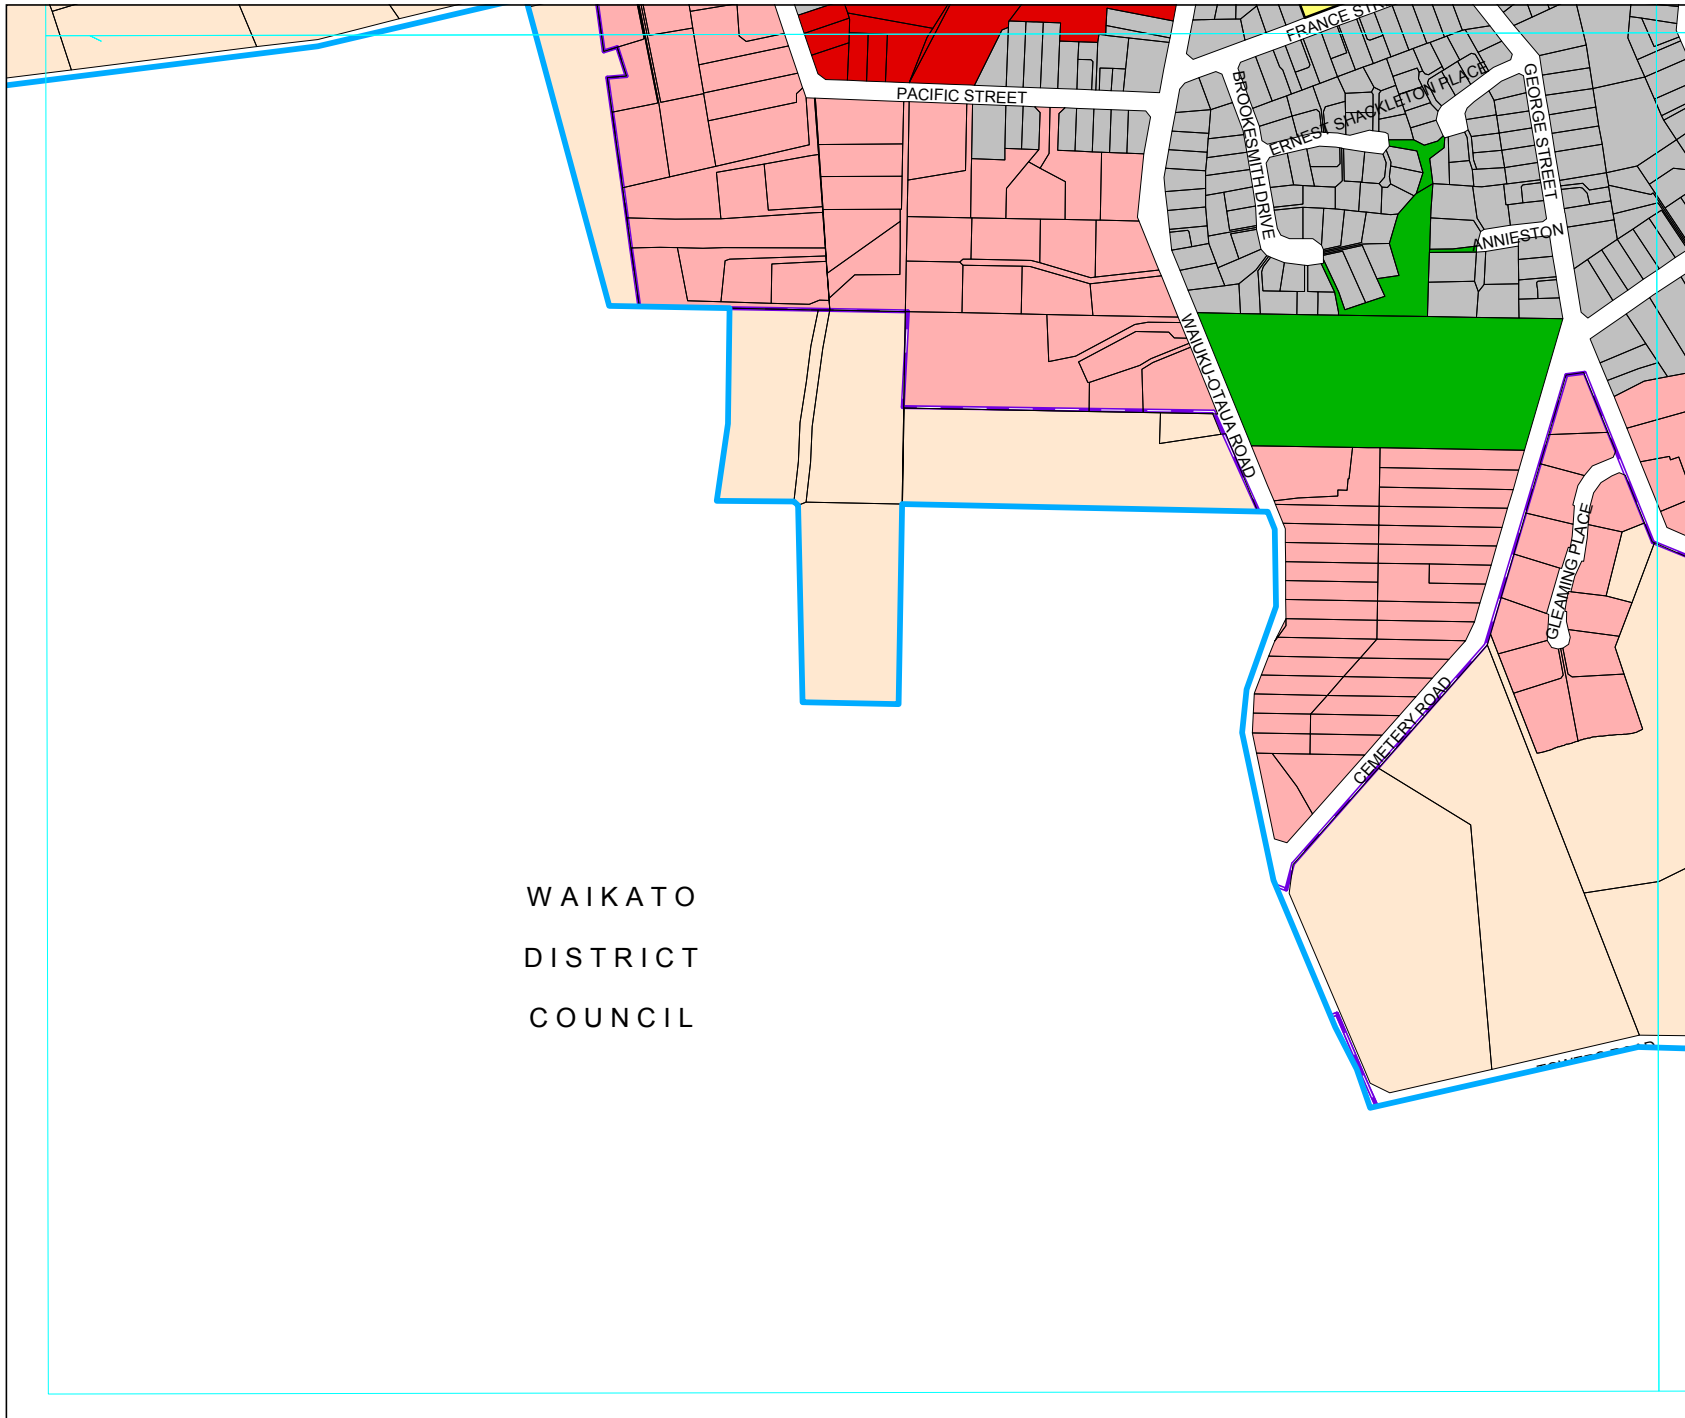 FRANCE
PACIFIC STREET
BROOKESMITH DRIVE
ERNEST SHACKLETON PLACE
GEORGE STREET
ANNIESTON
WAIUKU-OTAUA ROAD
GLEAMING PLACE
CEMETERY ROAD
WAIKATO
DISTRICT
COUNCIL